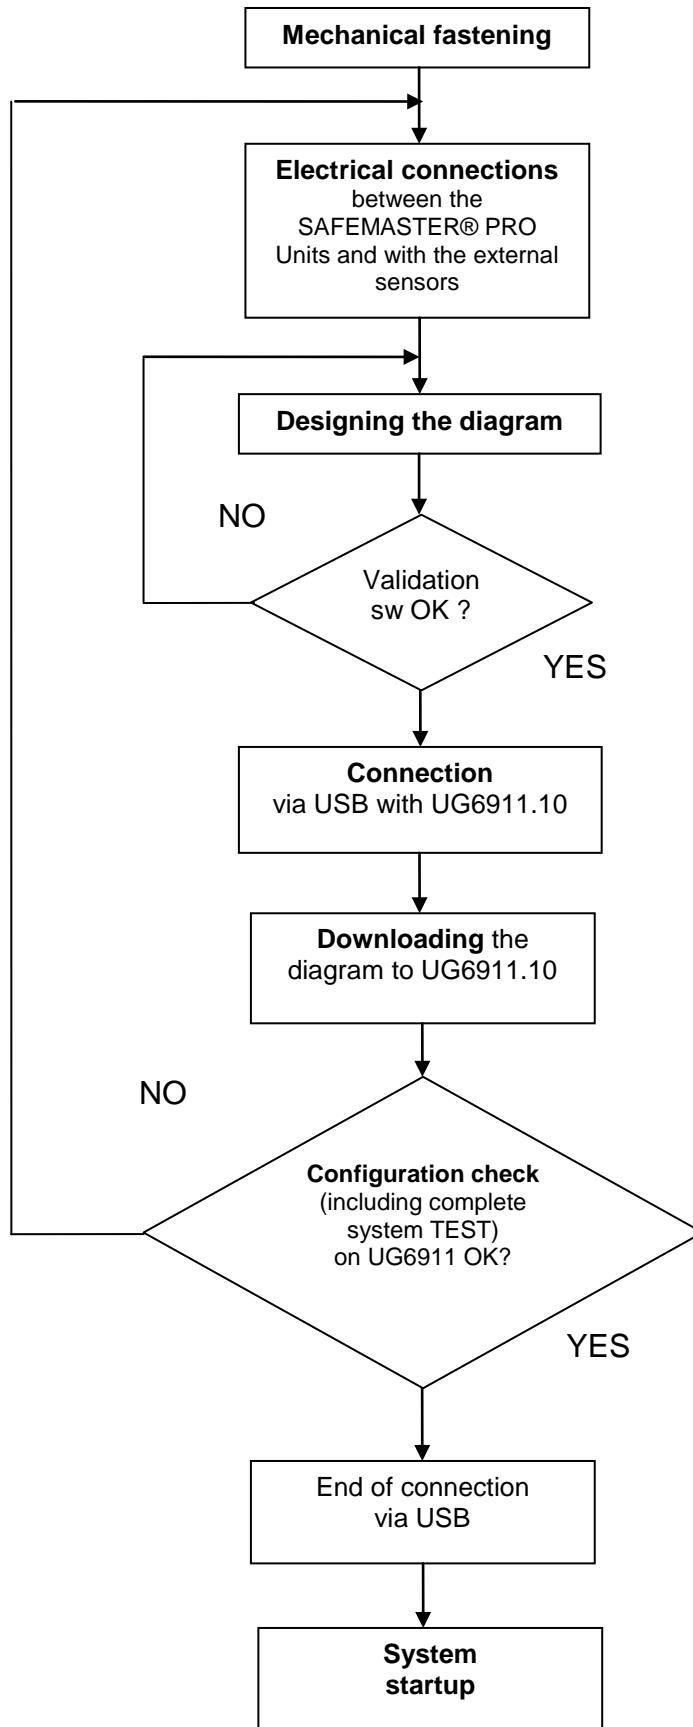 Mechanical fastening
Electrical connections
between the
SAFEMASTER® PRO
Units and with the external
sensors
Designing the diagram
NO
Validation
sw OK ?
YES
Connection
via USB with UG6911.10
Downloading the
diagram to UG6911.10
NO
Configuration check
(including complete
system TEST)
on UG6911 OK?
YES
End of connection
via USB
System
startup